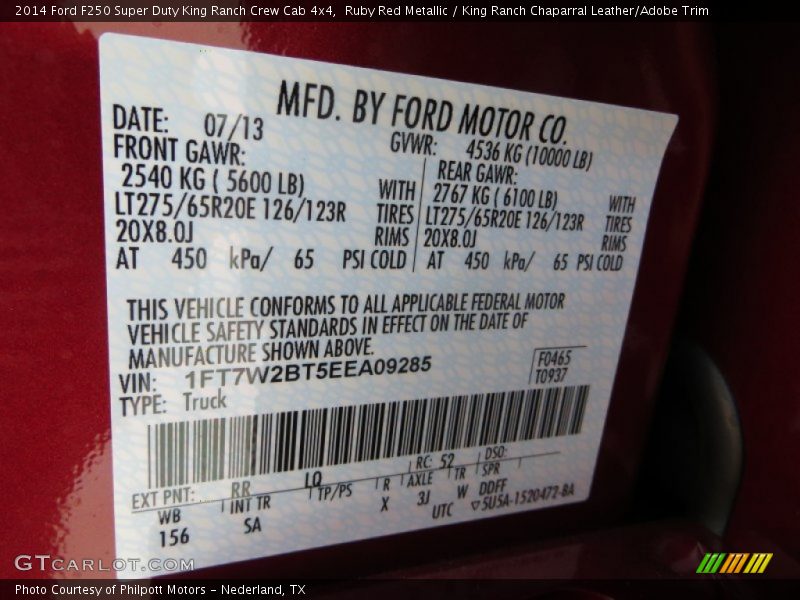 2014 Ford F250 Super Duty King Ranch Crew Cab 4x4,  Ruby Red Metallic / King Ranch Chaparral Leather/Adobe Trim
MFD. BY FORD MOTOR CO.
DATE: 07/13 GVWR: 4536 KG (10000 LB)
FRONT GAWR: REAR GAWR:
2540 KG ( 5600 LB) WITH 2767 KG ( 6100 LB) WITH
LT275/65R20E 126/123R TIRES LT275/65R20E 126/123R TIRES
20X8.0J RIMS 20X8.0J RIMS
AT 450 kPa/ 65 PSI COLD AT 450 kPa/ 65 PSI COLD
THIS VEHICLE CONFORMS TO ALL APPLICABLE FEDERAL MOTOR
VEHICLE SAFETY STANDARDS IN EFFECT ON THE DATE OF
MANUFACTURE SHOWN ABOVE.
VIN: 1FT7W2BT5EEA09285 F0465
TYPE: Truck T0937
EXT PNT: RR LQ RC: 52 DSO:
WB INT TR TP/PS R AXLE TR SPR
156 SA X 3J W DDFF
UTC ▽5U5A-1520472-BA
GTCARLOT.COM
Photo Courtesy of Philpott Motors - Nederland, TX